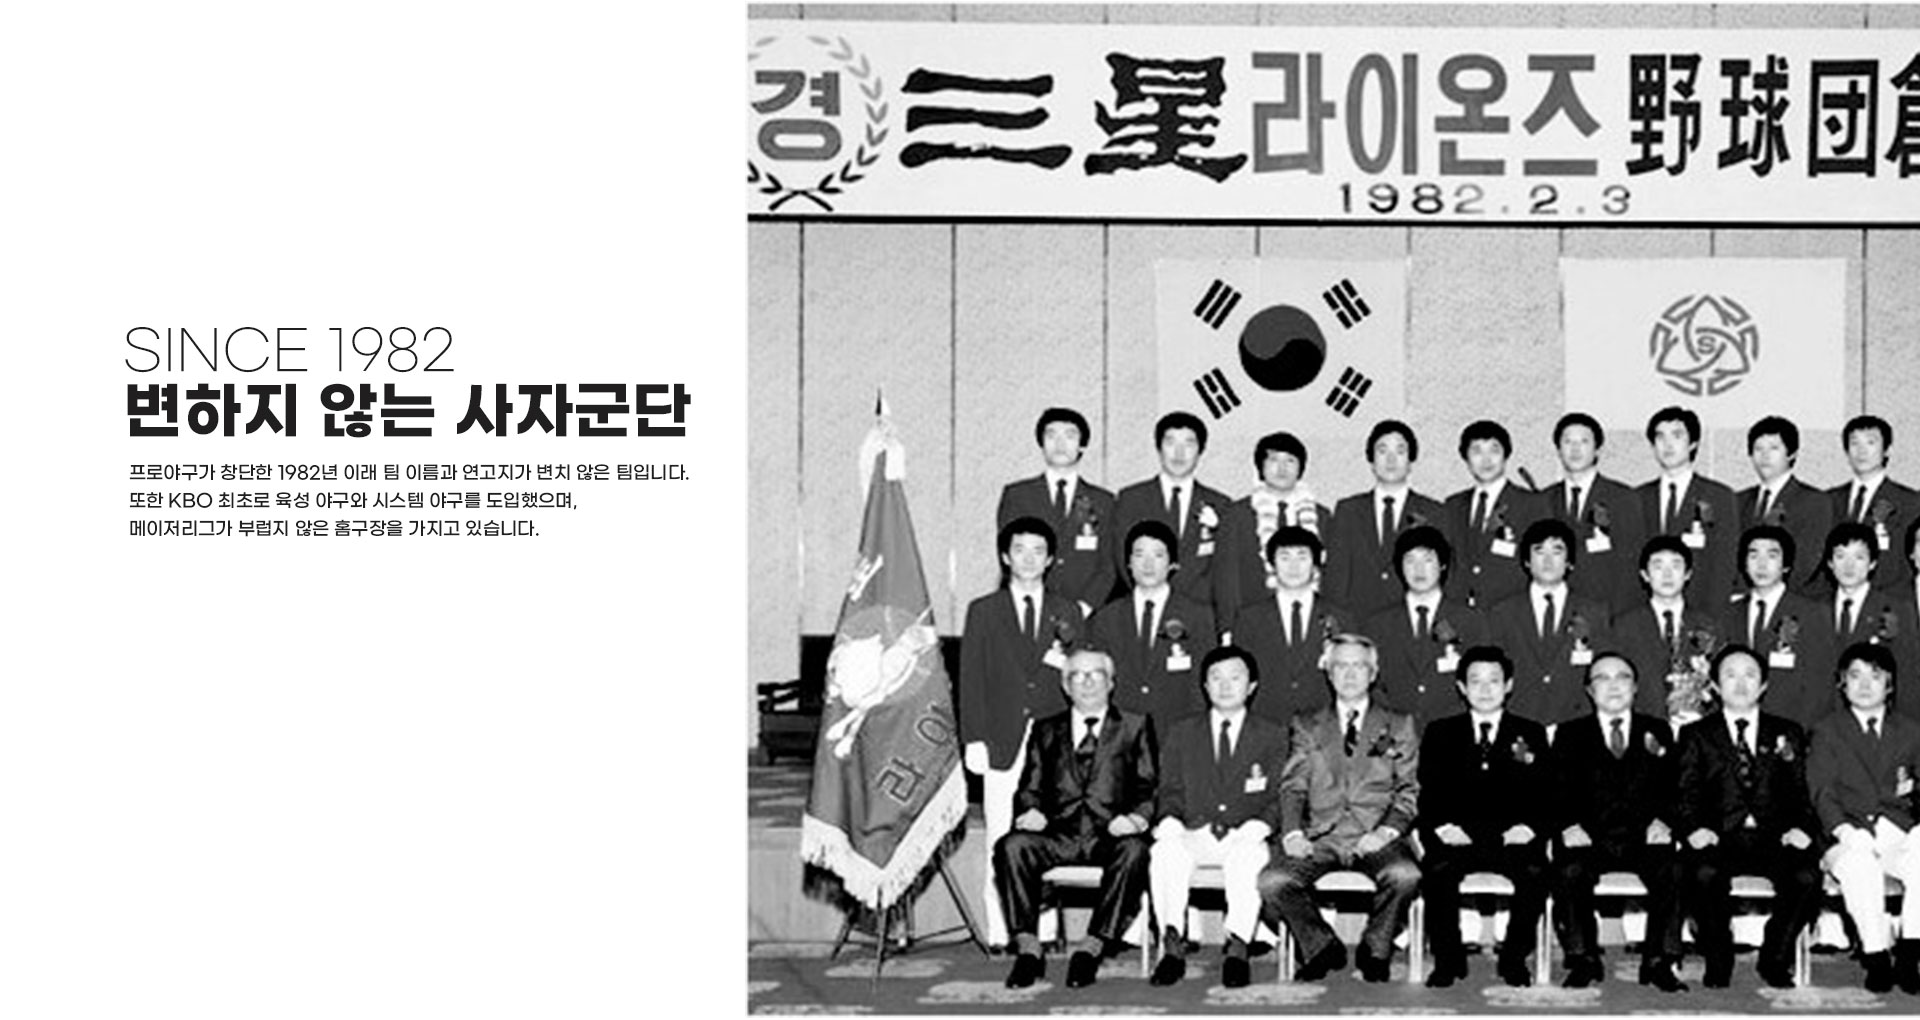 SINCE 1982
변하지 않는 사자군단
프로야구가 창단한 1982년 이래 팀 이름과 연고지가 변치 않은 팀입니다.
또한 KBO 최초로 육성 야구와 시스템 야구를 도입했으며,
메이저리그가 부럽지 않은 홈구장을 가지고 있습니다.
경 三星라이온즈 野球団創
1982.2.3
S
라이